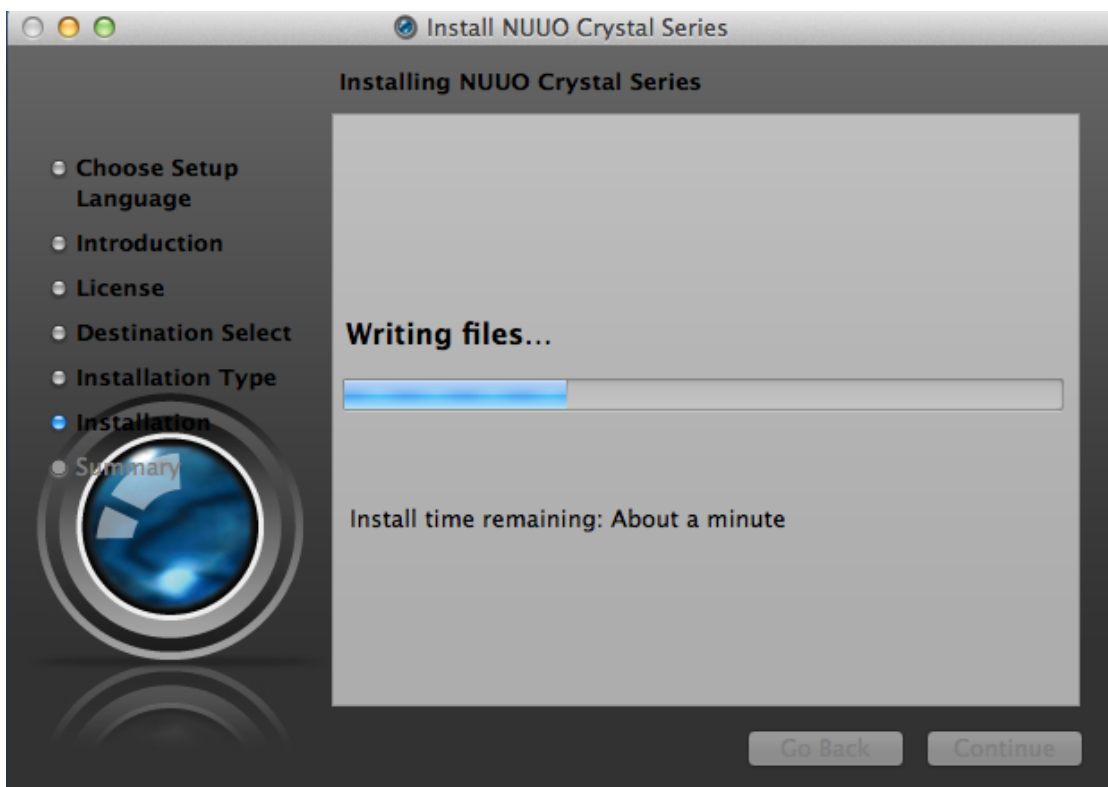 Install NUUO Crystal Series
Installing NUUO Crystal Series
Choose Setup
Language
Introduction
License
Destination Select
Installation Type
Installation
Summary
Writing files...
Install time remaining: About a minute
Go Back
Continue